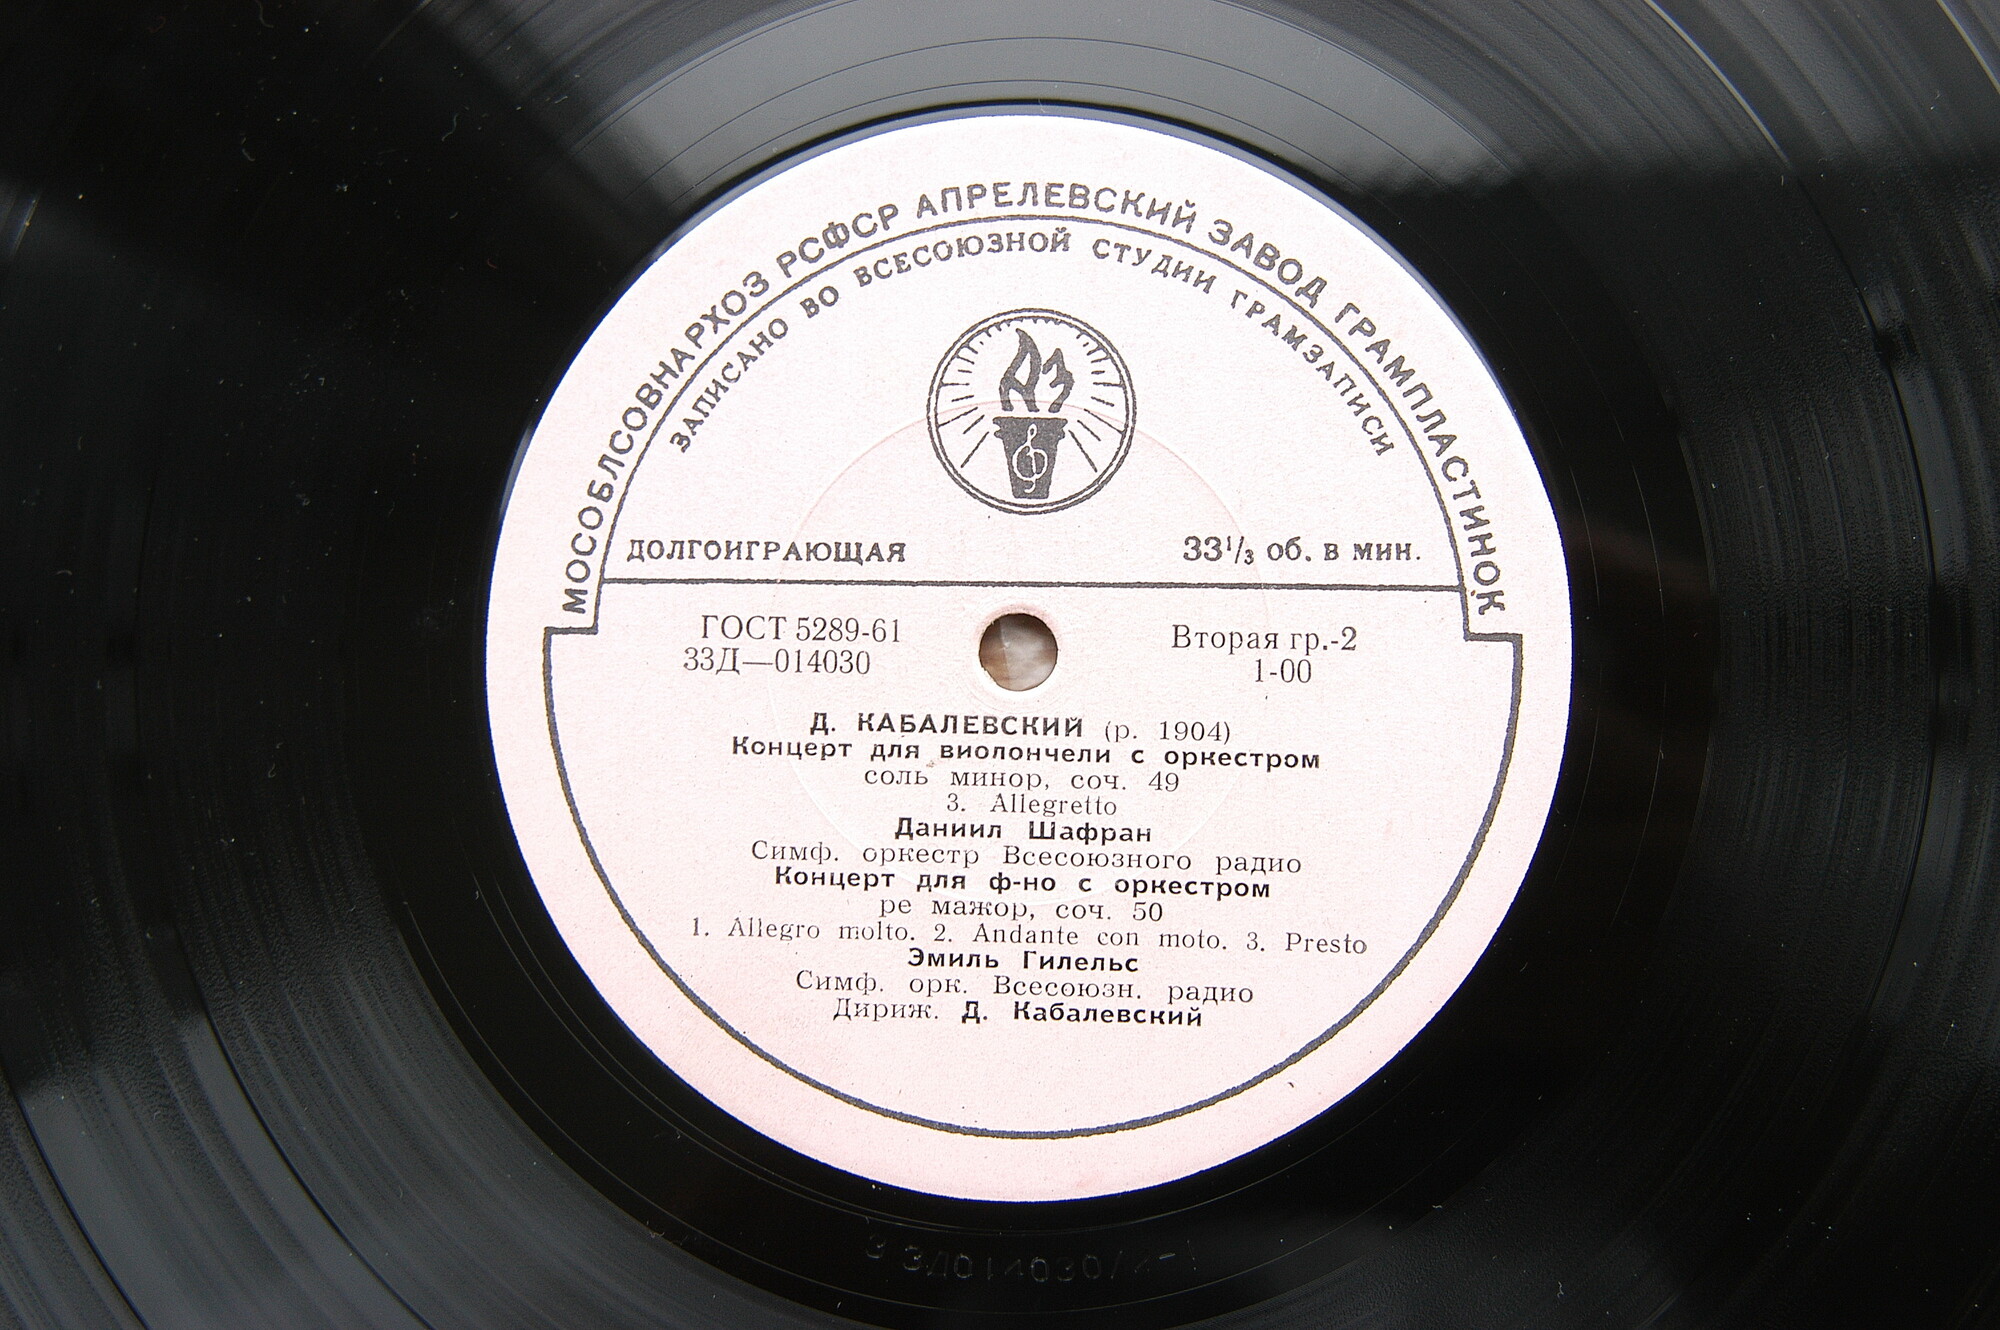 МОСОБЛСОВНАРХОЗ РСФСР АПРЕЛЕВСКИЙ ЗАВОД ГРАМПЛАСТИНОК
ЗАПИСАНО ВО ВСЕСОЮЗНОЙ СТУДИИ ГРАМЗАПИСИ
АЗ
ДОЛГОИГРАЮЩАЯ 33⅓ об. в мин.
ГОСТ 5289-61 Вторая гр.-2
33Д—014030 1-00
Д. КАБАЛЕВСКИЙ (р. 1904)
Концерт для виолончели с оркестром
соль минор, соч. 49
3. Allegretto
Даниил Шафран
Симф. оркестр Всесоюзного радио
Концерт для ф-но с оркестром
ре мажор, соч. 50
1. Allegro molto. 2. Andante con moto. 3. Presto
Эмиль Гилельс
Симф. орк. Всесоюзн. радио
Дириж. Д. Кабалевский